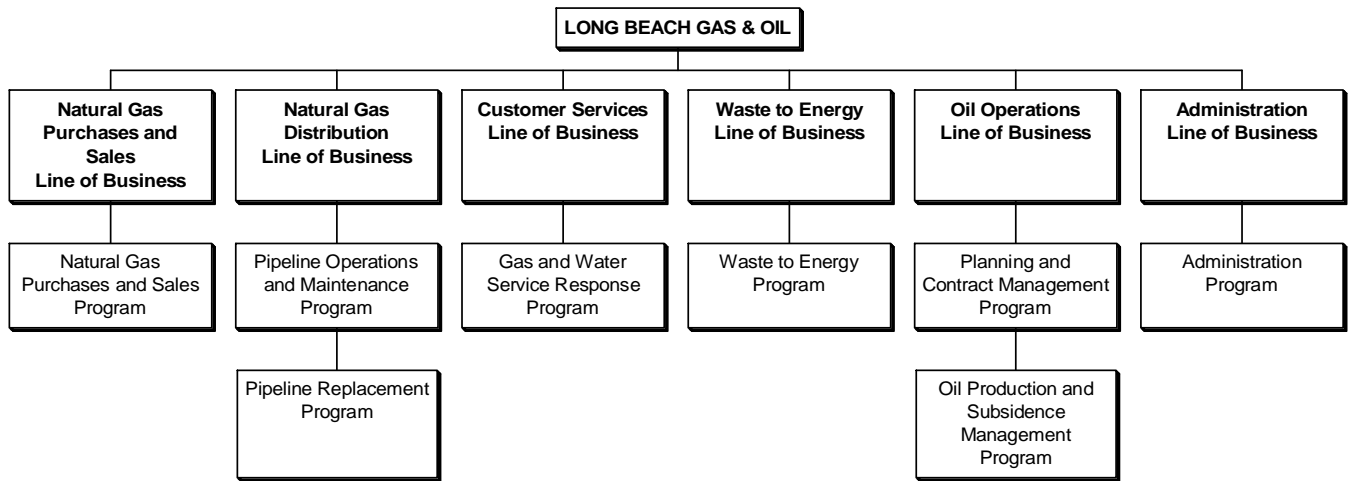 LONG BEACH GAS & OIL
Natural Gas
Purchases and
Sales
Line of Business
Natural Gas
Distribution
Line of Business
Customer Services
Line of Business
Waste to Energy
Line of Business
Oil Operations
Line of Business
Administration
Line of Business
Natural Gas
Purchases and Sales
Program
Pipeline Operations
and Maintenance
Program
Gas and Water
Service Response
Program
Waste to Energy
Program
Planning and
Contract Management
Program
Administration
Program
Pipeline Replacement
Program
Oil Production and
Subsidence
Management
Program